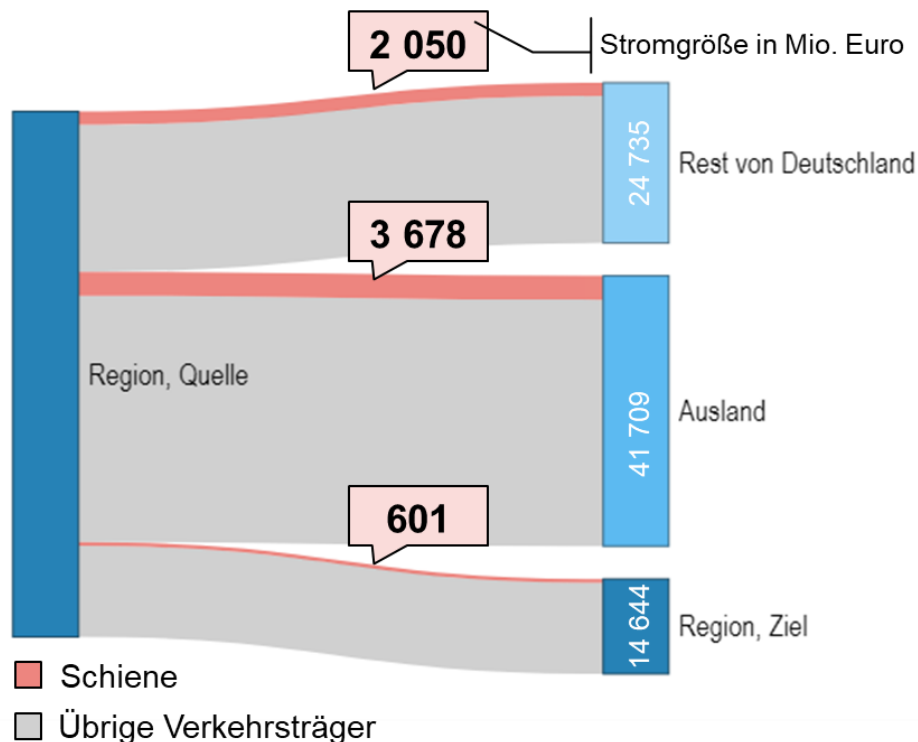 2 050
Stromgröße in Mio. Euro
24 735
Rest von Deutschland
3 678
Region, Quelle
41 709
Ausland
601
14 644
Region, Ziel
Schiene
Übrige Verkehrsträger